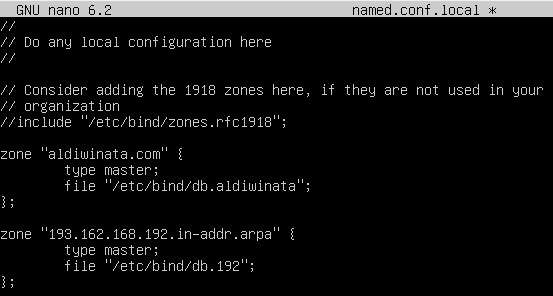 GNU nano 6.2 named.conf.local *
//
// Do any local configuration here
//
// Consider adding the 1918 zones here, if they are not used in your
// organization
//include "/etc/bind/zones.rfc1918";
zone "aldiwinata.com" {
type master;
file "/etc/bind/db.aldiwinata";
};
zone "193.162.168.192.in-addr.arpa" {
type master;
file "/etc/bind/db.192";
};